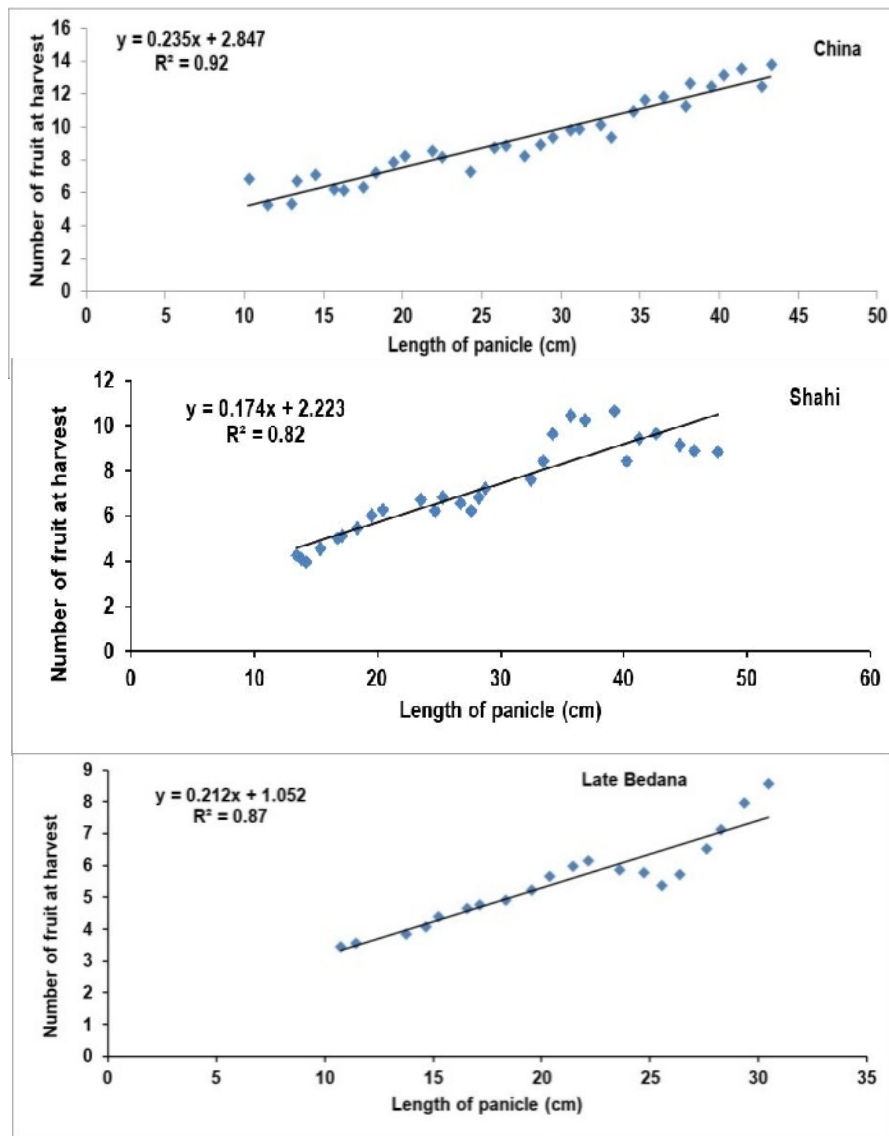 y = 0.235x + 2.847
R² = 0.92
China
Number of fruit at harvest
16
14
12
10
8
6
4
2
0
0 5 10 15 20 25 30 35 40 45 50
Length of panicle (cm)
y = 0.174x + 2.223
R² = 0.82
Shahi
Number of fruit at harvest
12
10
8
6
4
2
0
0 10 20 30 40 50 60
Length of panicle (cm)
y = 0.212x + 1.052
R² = 0.87
Late Bedana
Number of fruit at harvest
9
8
7
6
5
4
3
2
1
0
0 5 10 15 20 25 30 35
Length of panicle (cm)